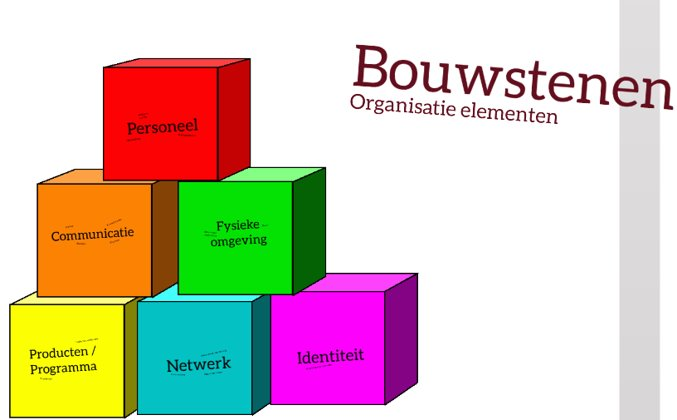 Bouwstenen
Organisatie elementen
Personeel
Communicatie
Fysieke
omgeving
Producten /
Programma
Netwerk
Identiteit